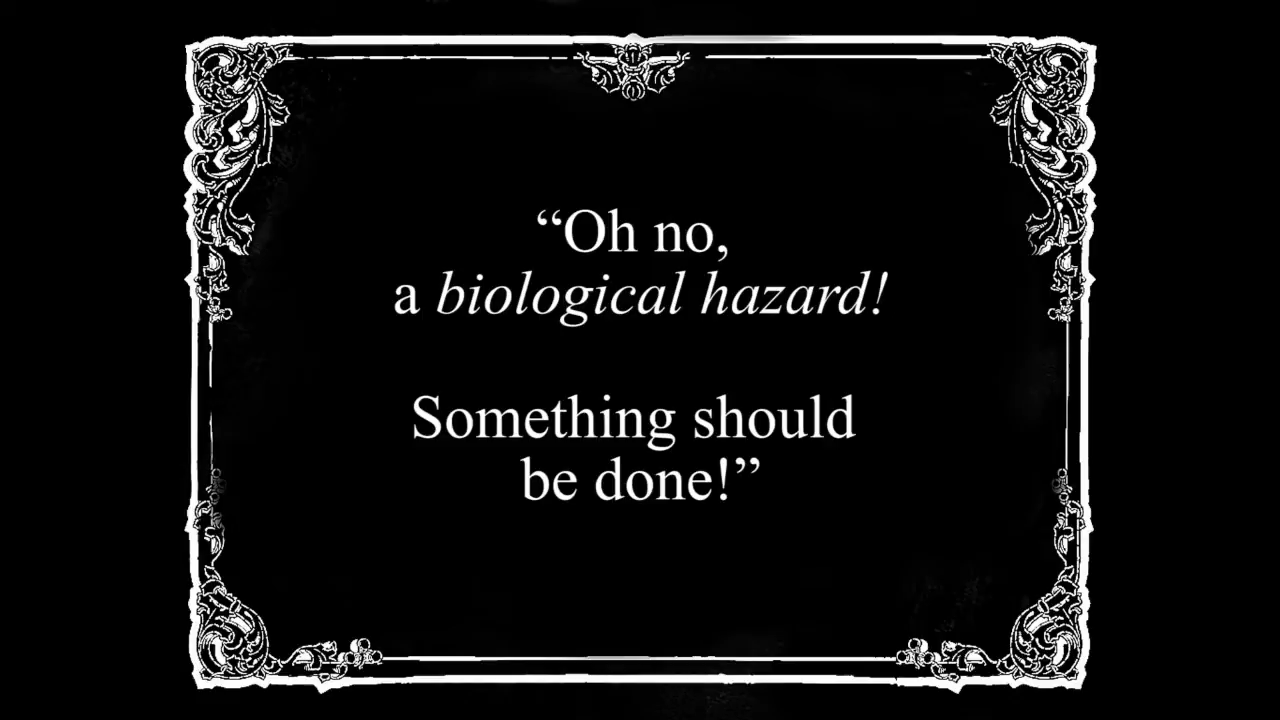 “Oh no,
a biological hazard!
Something should
be done!”